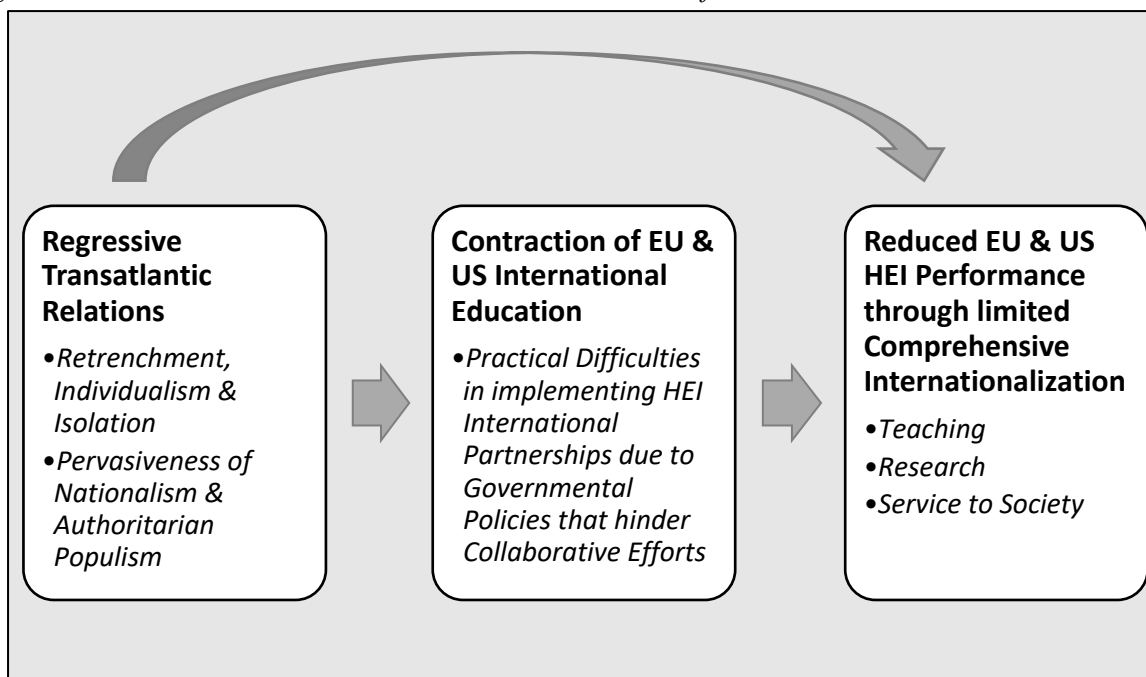 Regressive
Transatlantic
Relations
•Retrenchment,
Individualism &
Isolation
•Pervasiveness of
Nationalism &
Authoritarian
Populism
Contraction of EU &
US International
Education
•Practical Difficulties
in implementing HEI
International
Partnerships due to
Governmental
Policies that hinder
Collaborative Efforts
Reduced EU & US
HEI Performance
through limited
Comprehensive
Internationalization
•Teaching
•Research
•Service to Society